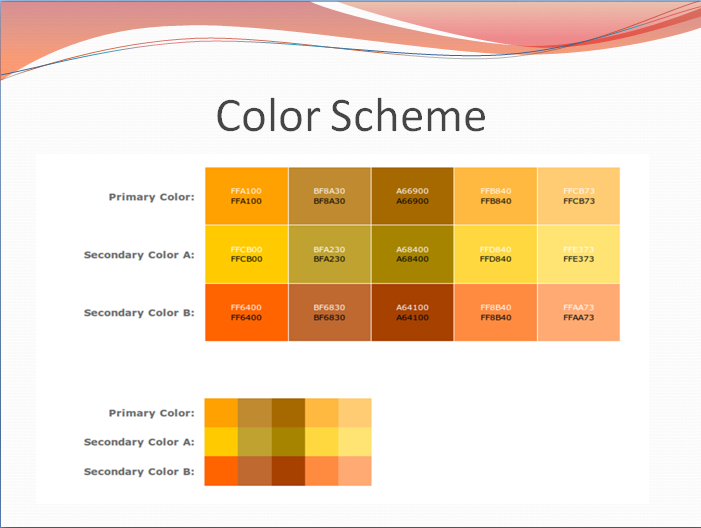 Color Scheme
Primary Color: FFA100 BF8A30 A66900 FFB840 FFCB73
FFA100 BF8A30 A66900 FFB840 FFCB73
Secondary Color A: FFCB00 BFA230 A68400 FFD840 FFE373
FFCB00 BFA230 A68400 FFD840 FFE373
Secondary Color B: FF6400 BF6830 A64100 FF8B40 FFAA73
FF6400 BF6830 A64100 FF8B40 FFAA73
Primary Color:
Secondary Color A:
Secondary Color B: